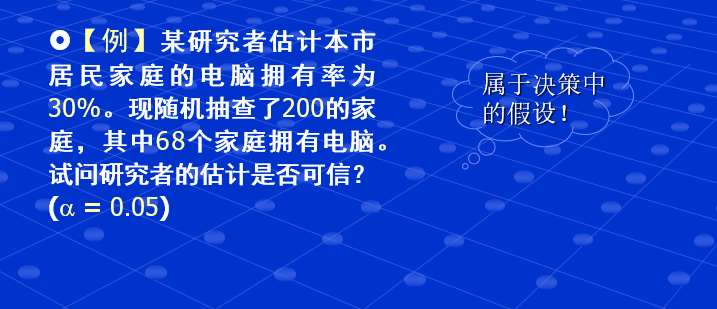 【例】某研究者估计本市
居民家庭的电脑拥有率为
30%。现随机抽查了200的家
庭，其中68个家庭拥有电脑。
试问研究者的估计是否可信?
(α = 0.05)
属于决策中
的假设！